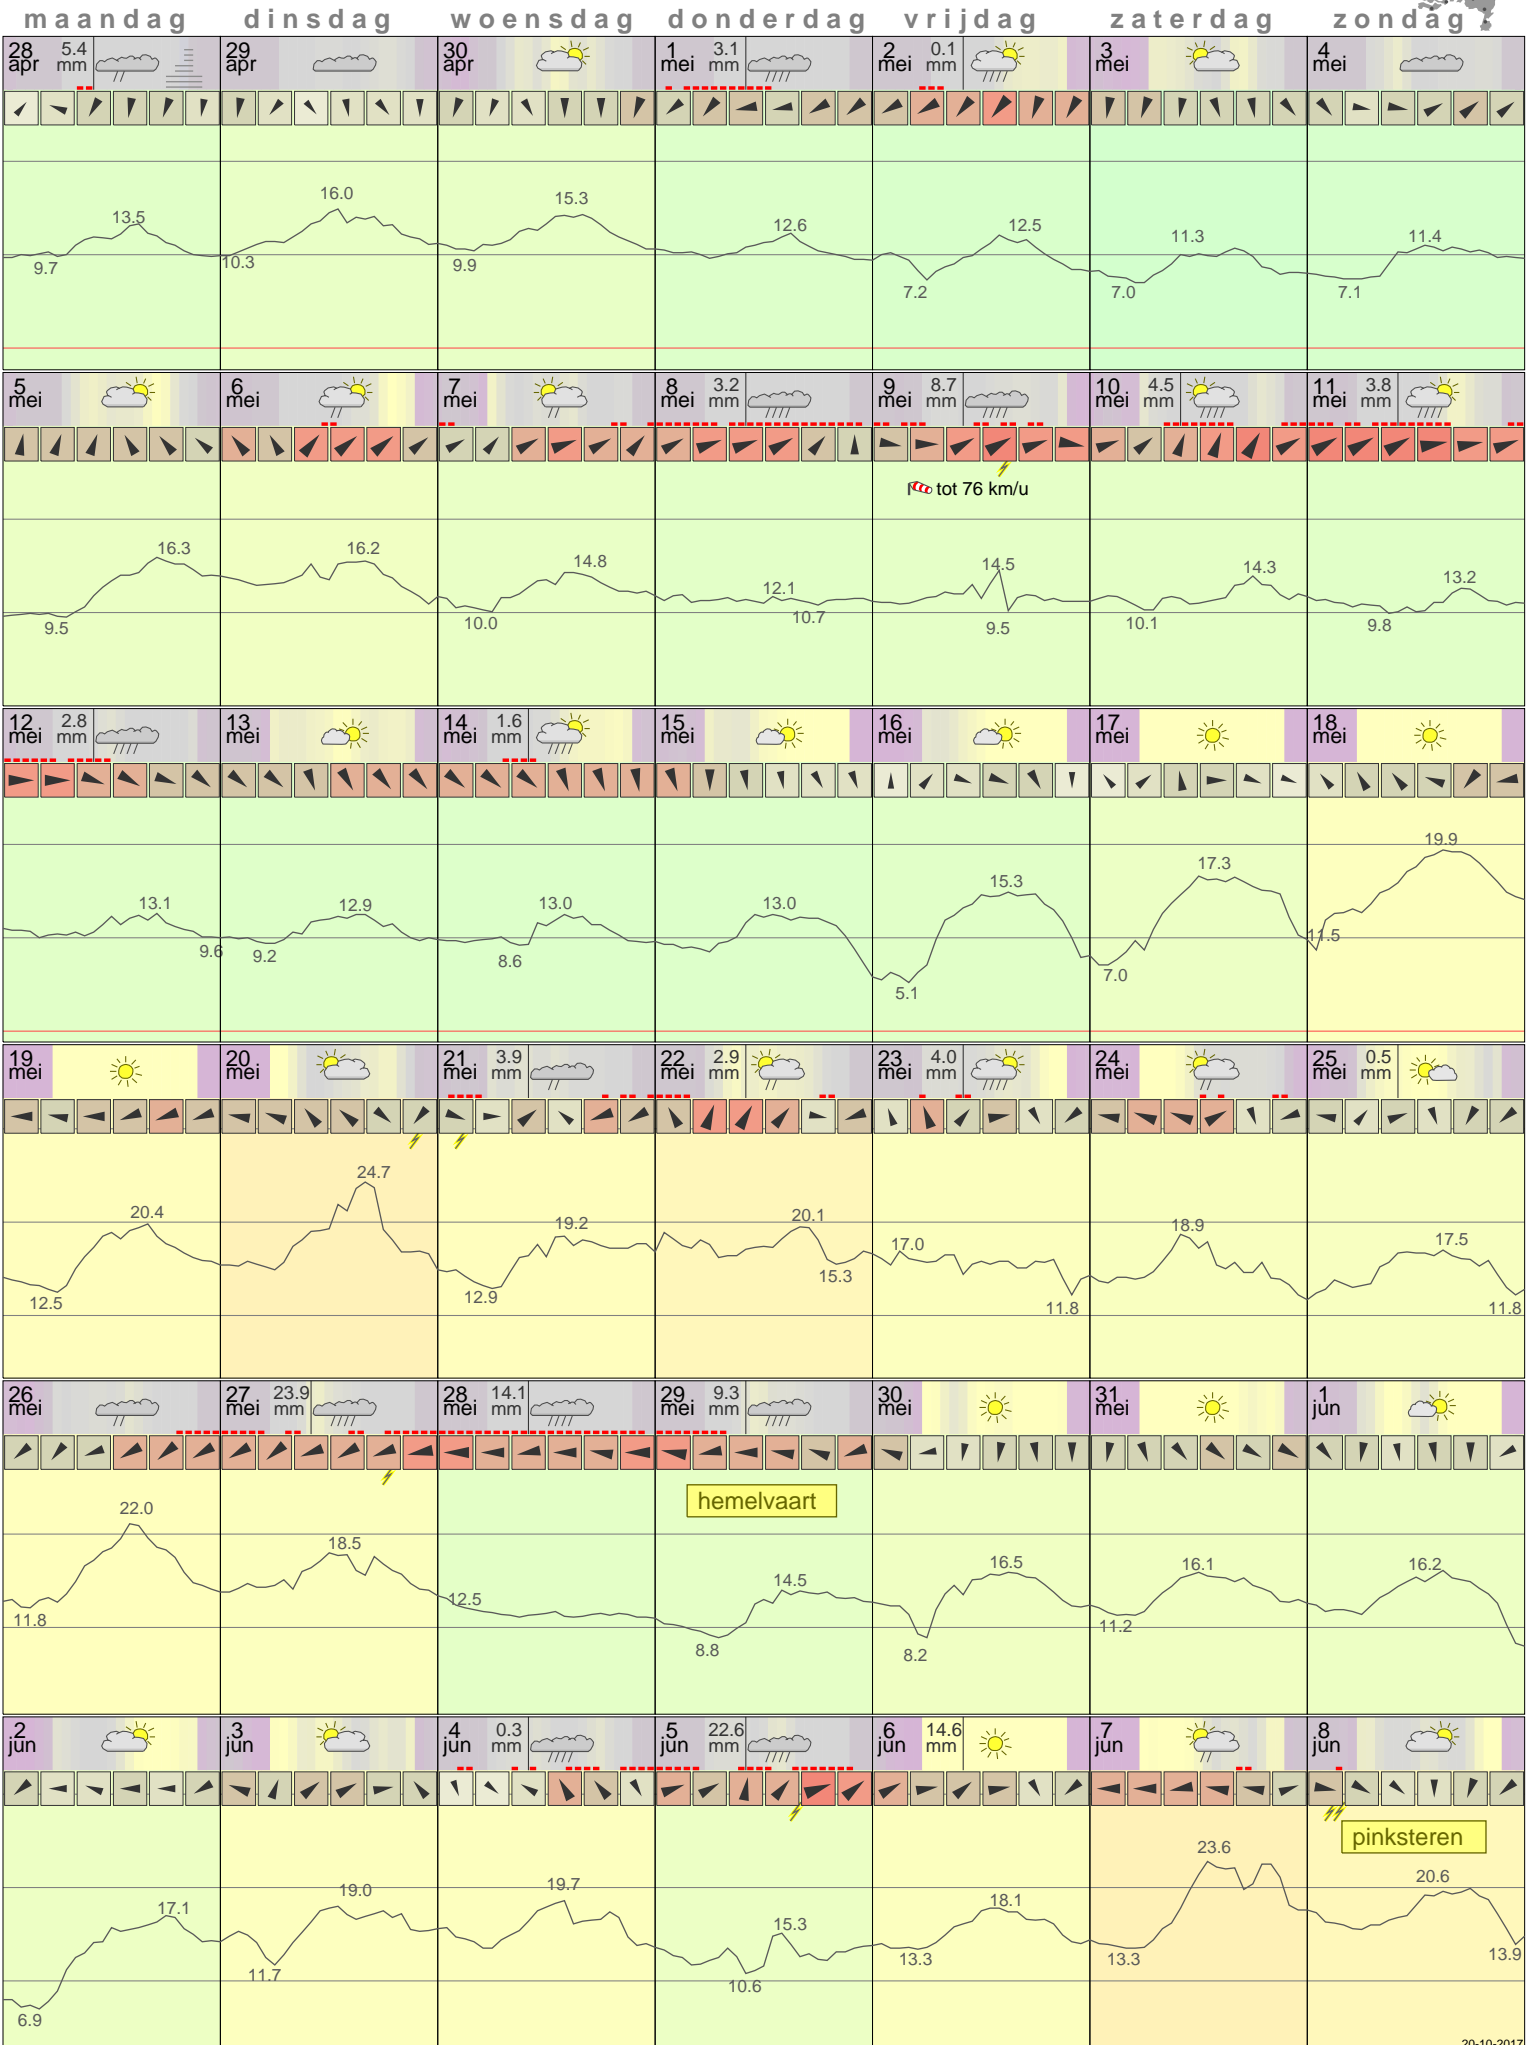 maandag dinsdag woensdag donderdag vrijdag zaterdag zondag
28 apr 5.4 mm 29 apr 30 apr 1 mei 3.1 mm 2 mei 0.1 mm 3 mei 4 mei
13.5 16.0 15.3 12.6 12.5 11.3 11.4
9.7 10.3 9.9 7.2 7.0 7.1
5 mei 6 mei 7 mei 8 mei 3.2 mm 9 mei 8.7 mm 10 mei 4.5 mm 11 mei 3.8 mm
tot 76 km/u
16.3 16.2 14.8 12.1 14.5 14.3 13.2
9.5 10.0 10.7 9.5 10.1 9.8
12 mei 2.8 mm 13 mei 14 mei 1.6 mm 15 mei 16 mei 17 mei 18 mei
13.1 12.9 13.0 13.0 15.3 17.3 19.9
9.6 9.2 8.6 5.1 7.0 11.5
19 mei 20 mei 21 mei 3.9 mm 22 mei 2.9 mm 23 mei 4.0 mm 24 mei 25 mei 0.5 mm
20.4 24.7 19.2 20.1 17.0 18.9 17.5
12.5 12.9 15.3 11.8 11.8
26 mei 27 mei 23.9 mm 28 mei 14.1 mm 29 mei 9.3 mm 30 mei 31 mei 1 jun
hemelvaart
22.0 18.5 12.5 14.5 16.5 16.1 16.2
11.8 8.8 8.2 11.2
2 jun 3 jun 4 jun 0.3 mm 5 jun 22.6 mm 6 jun 14.6 mm 7 jun 8 jun
pinksteren
17.1 19.0 19.7 15.3 18.1 23.6 20.6
6.9 11.7 10.6 13.3 13.3 13.9
20-10-2017